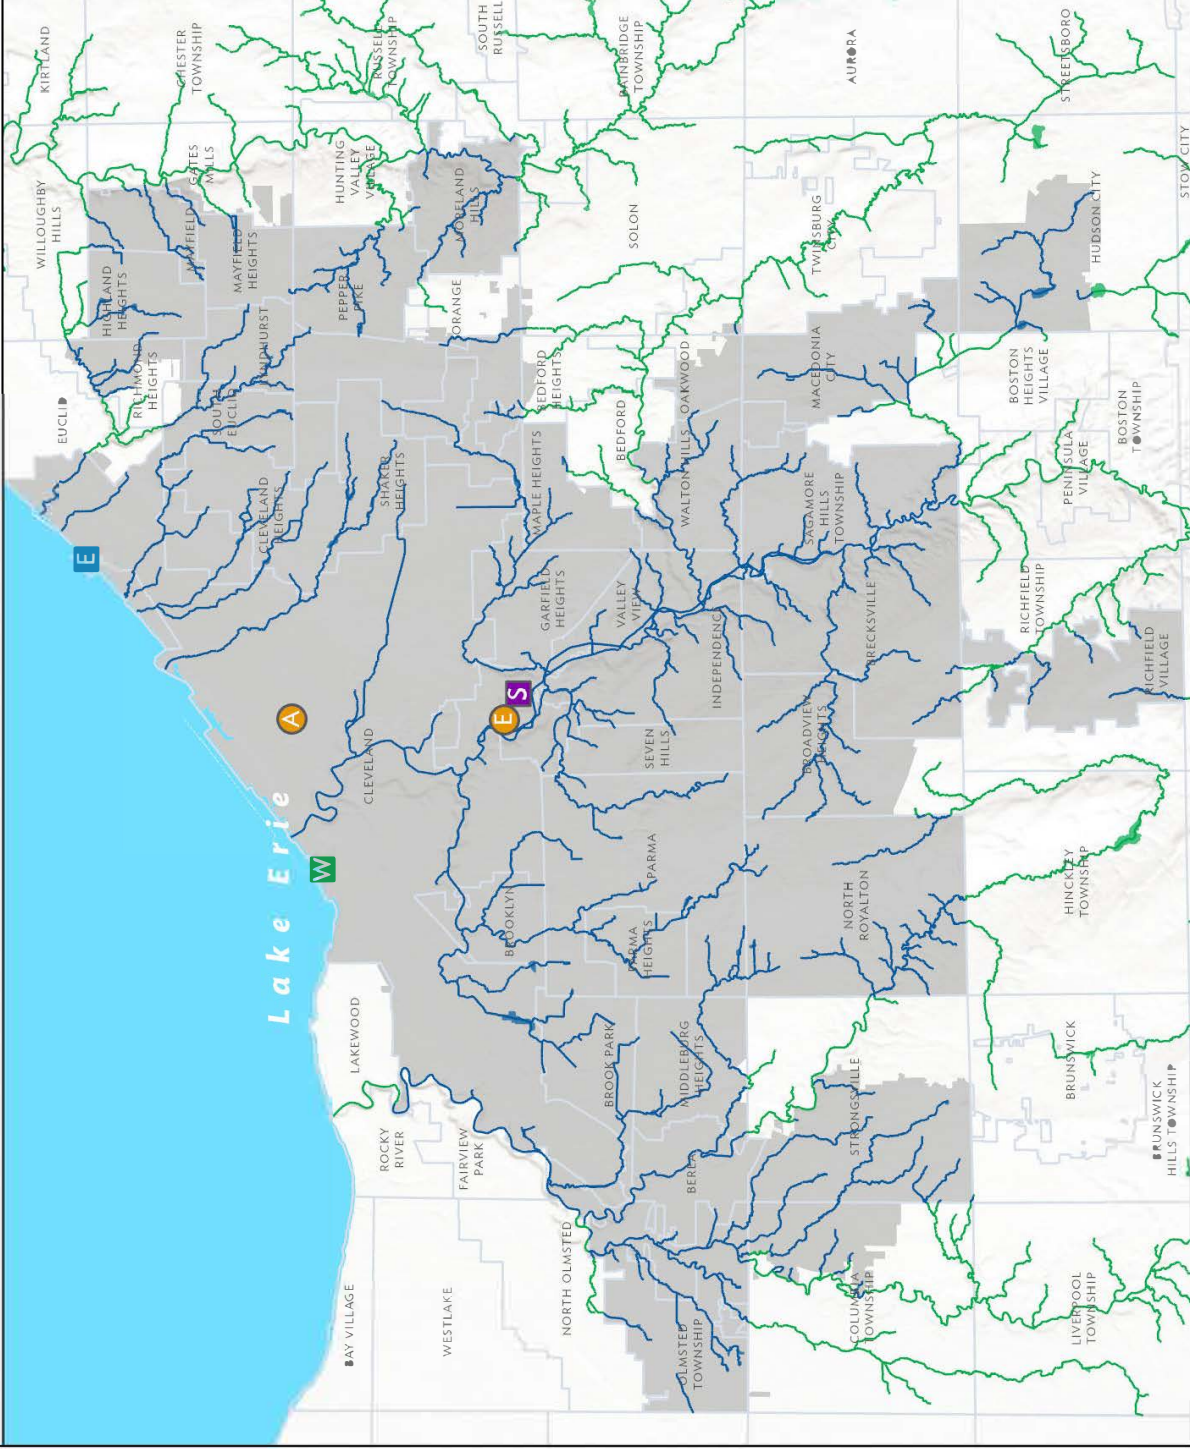 Lake Erie
W
A
E
E
S
BAY VILLAGE
WESTLAKE
NORTH OLMSTED
OLMSTED
TOWNSHIP
COLUMBIA
TOWNSHIP
LIVERPOOL
TOWNSHIP
ROCKY
RIVER
FAIRVIEW
PARK
LAKEWOOD
BEREA
BROOK PARK
MIDDLEBURG
HEIGHTS
STRONGSVILLE
BRUNSWICK
BRUNSWICK
HILLS TOWNSHIP
BROOKLYN
PARMA
HEIGHTS
PARMA
NORTH
ROYALTON
HINCKLEY
TOWNSHIP
CLEVELAND
SEVEN
HILLS
BROADVIEW
HEIGHTS
INDEPENDENCE
BRECKSVILLE
RICHFIELD
VILLAGE
RICHFIELD
TOWNSHIP
GARFIELD
HEIGHTS
VALLEY
VIEW
CLEVELAND
HEIGHTS
SHAKER
HEIGHTS
MAPLE HEIGHTS
WALTON HILLS
SAGAMORE
HILLS
TOWNSHIP
PENINSULA
VILLAGE
BOSTON
TOWNSHIP
EUCLID
SOUTH
EUCLID
RICHMOND
HEIGHTS
LYNDHURST
BEDFORD
BEDFORD
HEIGHTS
OAKWOOD
MACEDONIA
CITY
BOSTON
HEIGHTS
VILLAGE
HIGHLAND
HEIGHTS
MAYFIELD
HEIGHTS
PEPPER
PIKE
ORANGE
WILLOUGHBY
HILLS
MAYFIELD
GATES
MILLS
HUNTING
VALLEY
VILLAGE
MORELAND
HILLS
SOLON
TWINSBURG
CITY
HUDSON CITY
STOW CITY
KIRTLAND
CHESTER
TOWNSHIP
RUSSELL
TOWNSHIP
SOUTH
RUSSELL
BAINBRIDGE
TOWNSHIP
AURORA
STREETSBORO